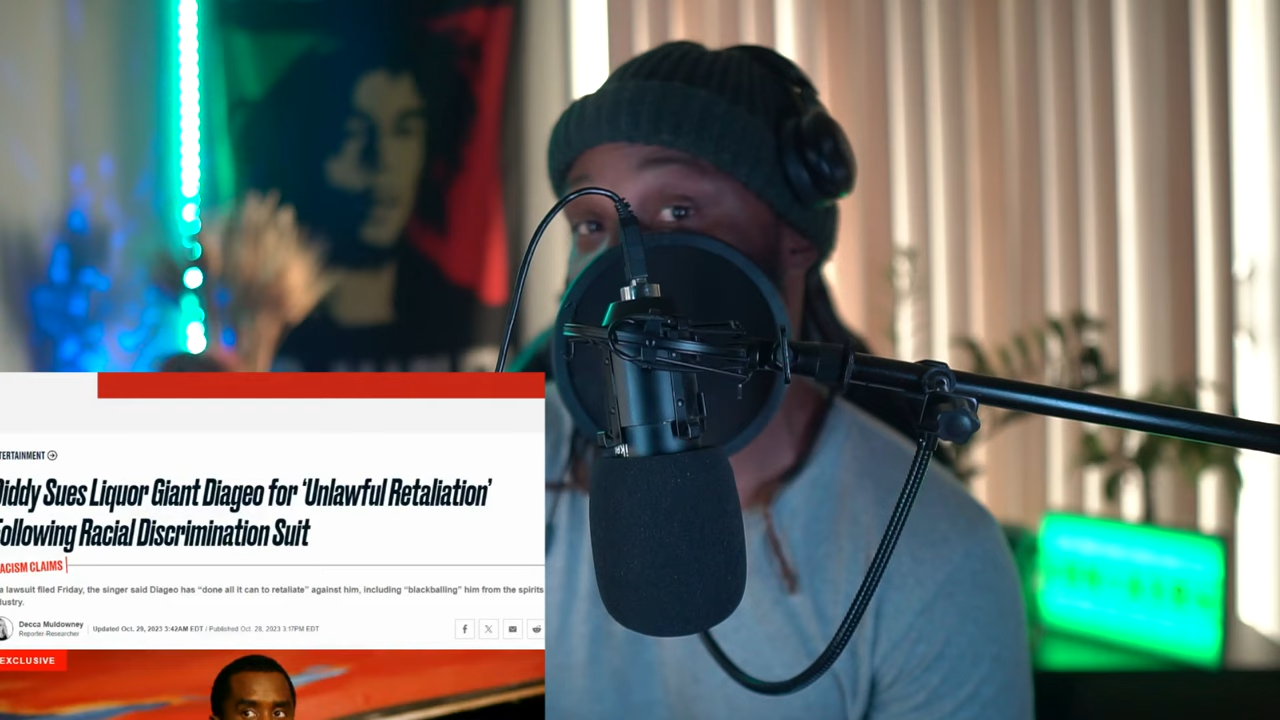 TERTAINMENT
Diddy Sues Liquor Giant Diageo for ‘Unlawful Retaliation’
Following Racial Discrimination Suit
RACISM CLAIMS
a lawsuit filed Friday, the singer said Diageo has “done all it can to retaliate” against him, including “blackballing” him from the spirits
dustry.
Decca Muldowney
Reporter-Researcher
Updated Oct. 29, 2023 3:42AM EDT / Published Oct. 28, 2023 3:17PM EDT
EXCLUSIVE